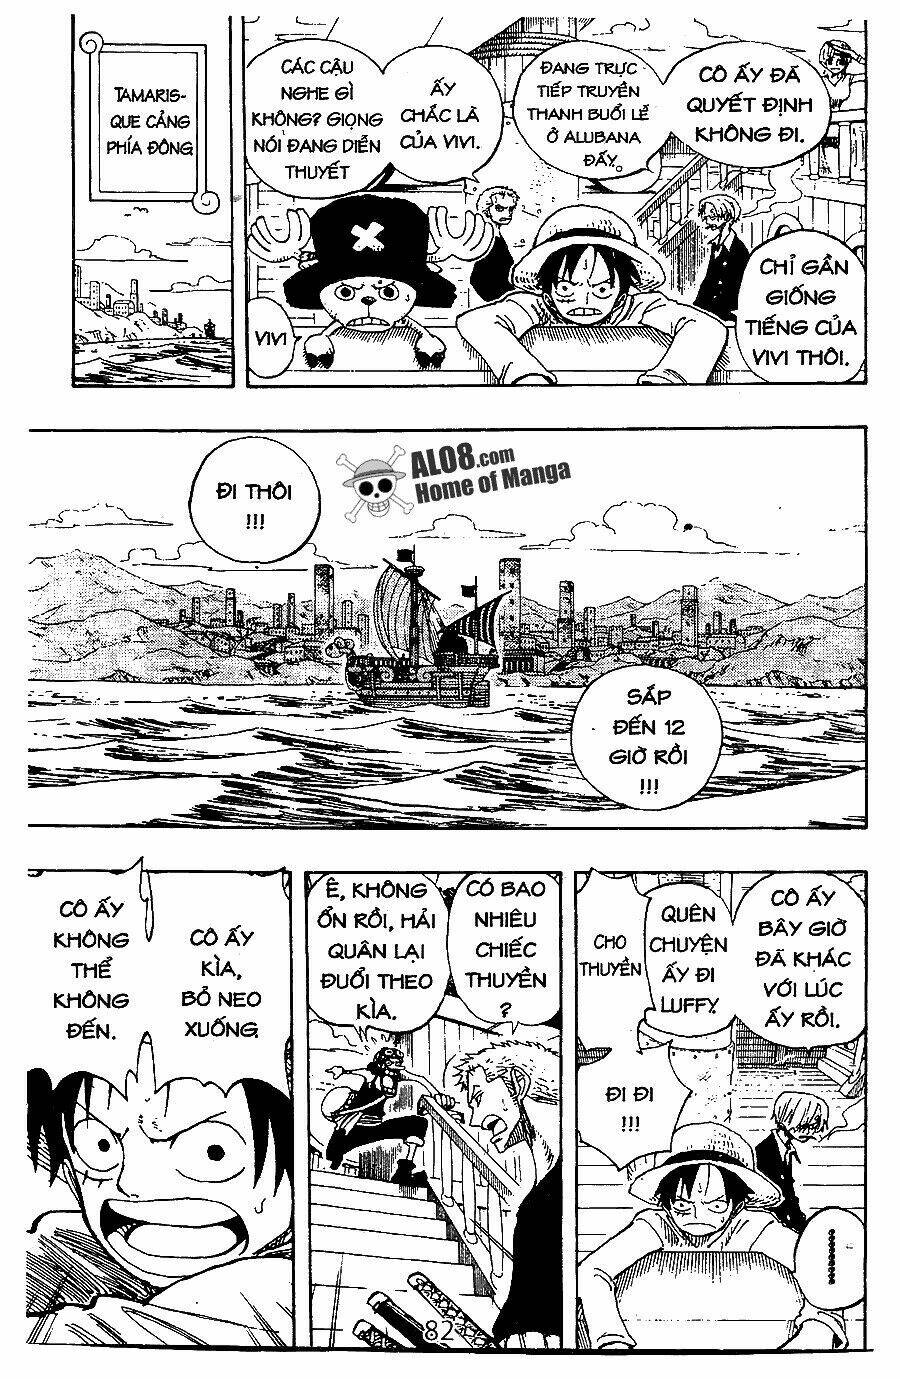 CÔ ẤY ĐÃ
QUYẾT ĐỊNH
KHÔNG ĐI.
ĐANG TRỰC
TIẾP TRUYỀN
THANH BUỔI LỄ
Ở ALUBANA
ĐẤY.
ẤY
CHẮC LÀ
CỦA VIVI.
CÁC CẬU
NGHE GÌ
KHÔNG? GIỌNG
NÓI ĐANG DIỄN
THUYẾT
CHỈ GẦN
GIỐNG
TIẾNG CỦA
VIVI THÔI.
VIVI
TAMARIS-
QUE CẢNG
PHÍA ĐÔNG
ĐI THÔI
!!!
AL08.com
Home of Manga
SẮP
ĐẾN 12
GIỜ RỒI
!!!
CÔ ẤY
BÂY GIỜ
ĐÃ KHÁC
VỚI LÚC
ẤY RỒI.
QUÊN
CHUYỆN
ẤY ĐI
LUFFY.
CHO
THUYỀN
ĐI ĐI
!!!
..........
CÓ BAO
NHIÊU
CHIẾC
THUYỀN
?
Ê, KHÔNG
ỔN RỒI, HẢI
QUÂN LẠI
ĐUỔI THEO
KÌA.
CÔ ẤY
KÌA,
BỎ NEO
XUỐNG
CÔ ẤY
KHÔNG
THỂ
KHÔNG
ĐẾN.
82